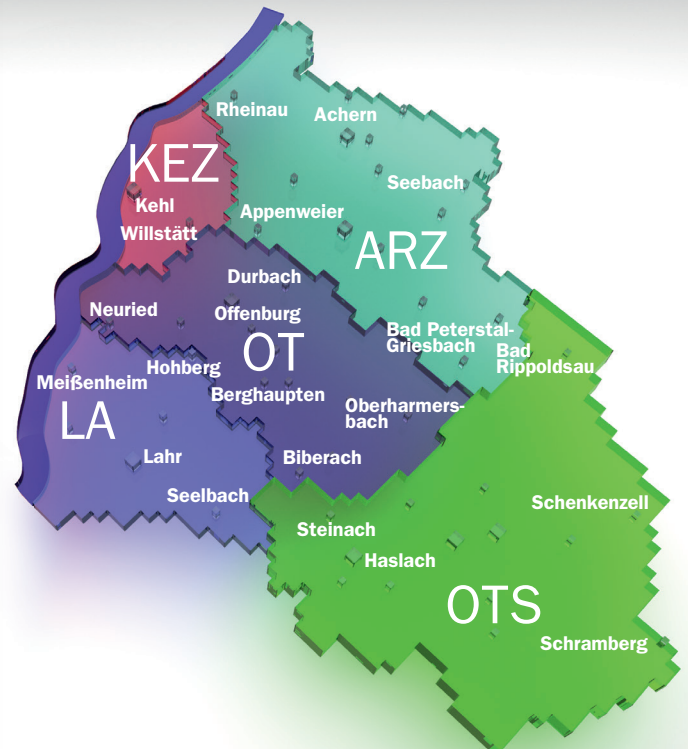 Rheinau
Achern
KEZ
Seebach
Kehl
Appenweier
Willstätt
ARZ
Durbach
Neuried
Offenburg
Bad Peterstal-
Griesbach
Bad
Rippoldsau
OT
Hohberg
Meißenheim
Berghaupten
Oberharmers-
bach
LA
Lahr
Biberach
Seelbach
Schenkenzell
Steinach
Haslach
OTS
Schramberg